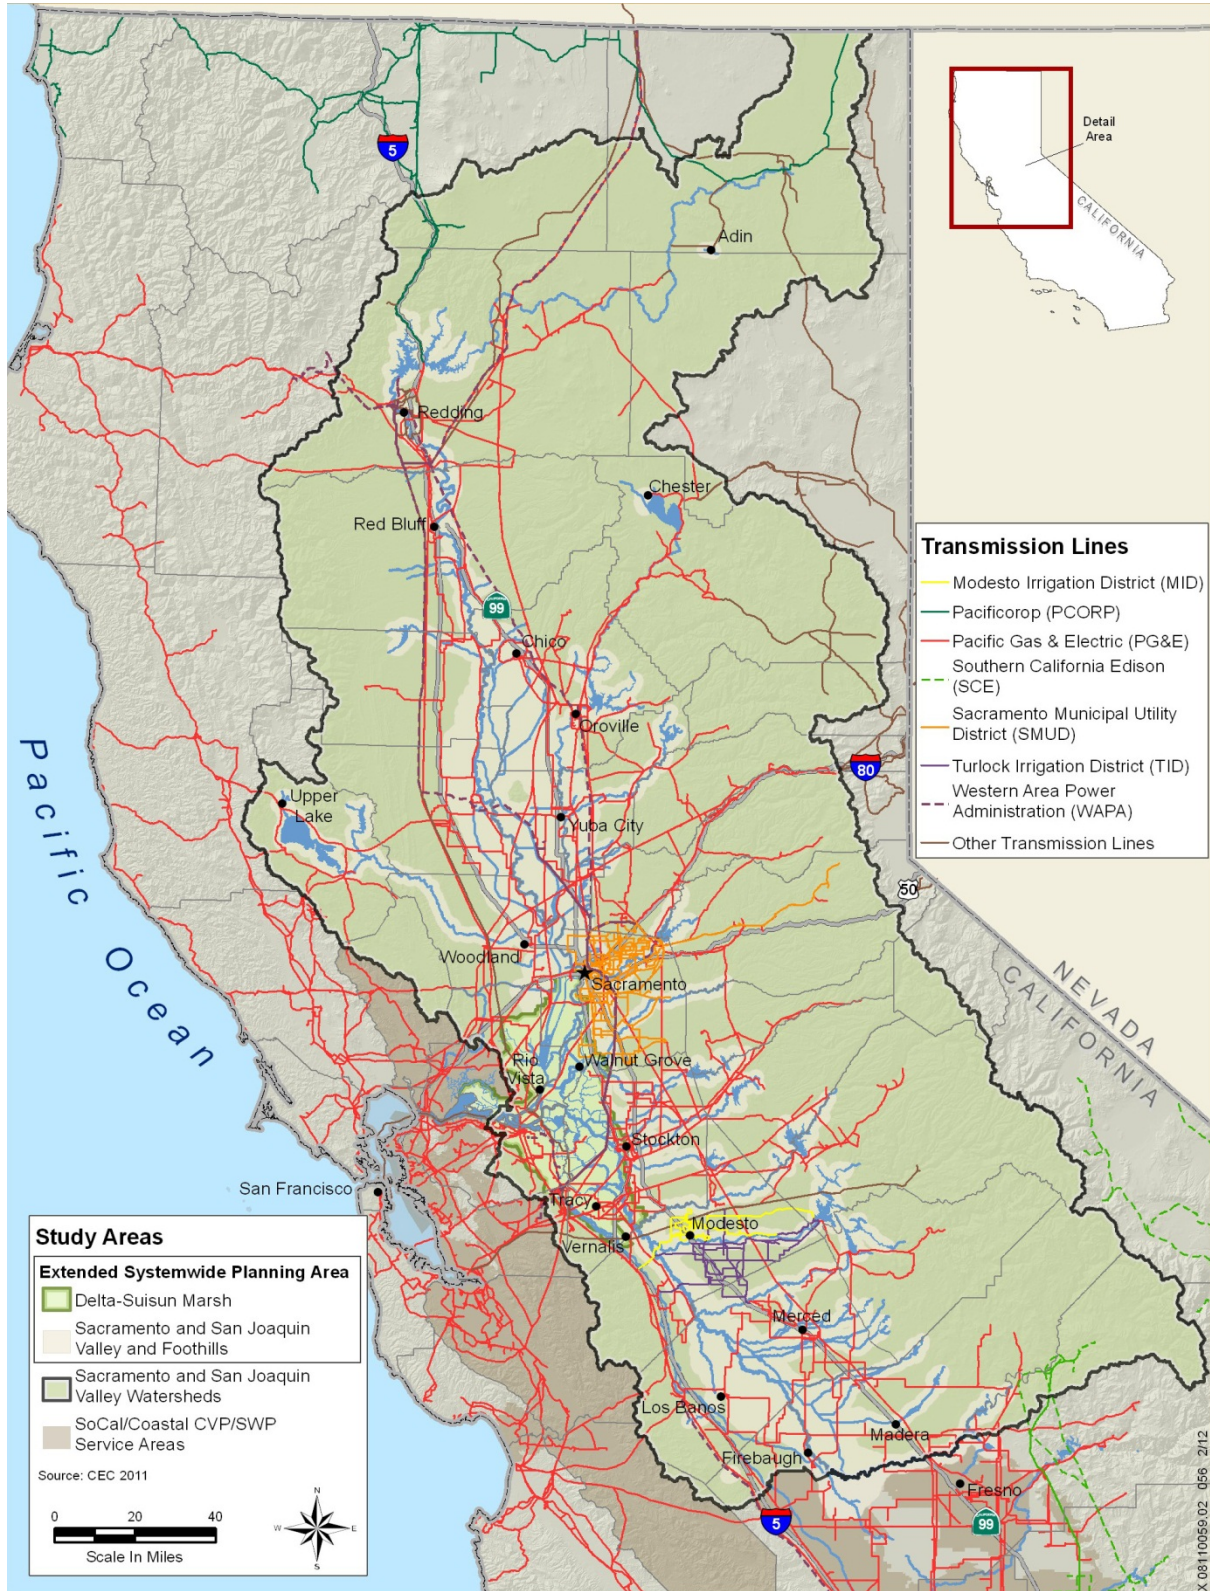 5
Adin
Detail
Area
CALIFORNIA
Redding
Chester
Red Bluff
99
Chico
Oroville
80
Upper
Lake
Yuba City
50
Woodland
Sacramento
Pacific Ocean
NEVADA
CALIFORNIA
Rio
Vista
Walnut Grove
Stockton
San Francisco
Tracy
Modesto
Vernalis
Merced
Los Banos
Madera
Firebaugh
Fresno
5
99
Transmission Lines
Modesto Irrigation District (MID)
Pacificorop (PCORP)
Pacific Gas & Electric (PG&E)
Southern California Edison
(SCE)
Sacramento Municipal Utility
District (SMUD)
Turlock Irrigation District (TID)
Western Area Power
Administration (WAPA)
Other Transmission Lines
Study Areas
Extended Systemwide Planning Area
Delta-Suisun Marsh
Sacramento and San Joaquin
Valley and Foothills
Sacramento and San Joaquin
Valley Watersheds
SoCal/Coastal CVP/SWP
Service Areas
Source: CEC 2011
0 20 40
Scale In Miles
N
W E
S
X 08110059.02 056 2/12